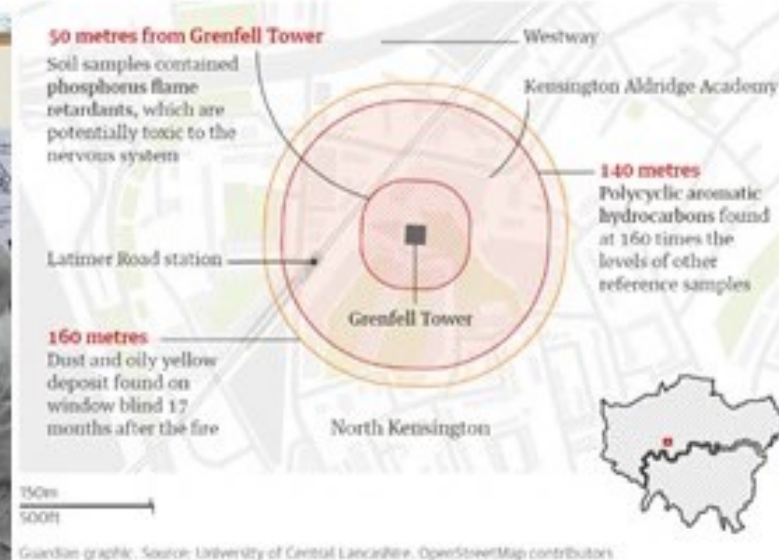 50 metres from Grenfell Tower
Soil samples contained
phosphorus flame
retardants, which are
potentially toxic to the
nervous system
Westway
Kensington Aldridge Academy
140 metres
Polycyclic aromatic
hydrocarbons found
at 160 times the
levels of other
reference samples
Latimer Road station
Grenfell Tower
160 metres
Dust and oily yellow
deposit found on
window blind 17
months after the fire
North Kensington
150m
500ft
Guardian graphic. Source: University of Central Lancashire. OpenStreetMap contributors